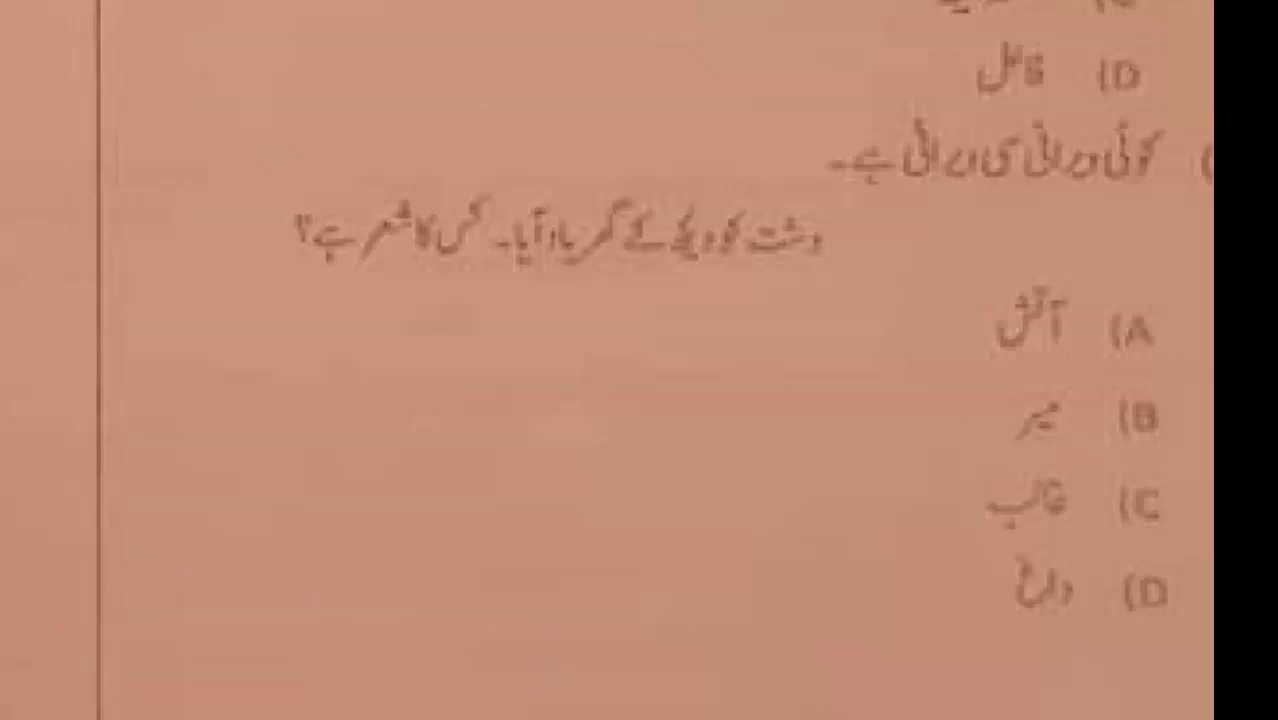 (D فاعل
کوئی ویرانی سی ویرانی ہے۔
دشت کو دیکھ کے گھر یاد آیا۔ کس کا شعر ہے؟
(A آتش
(B میر
(C غالب
(D داغ